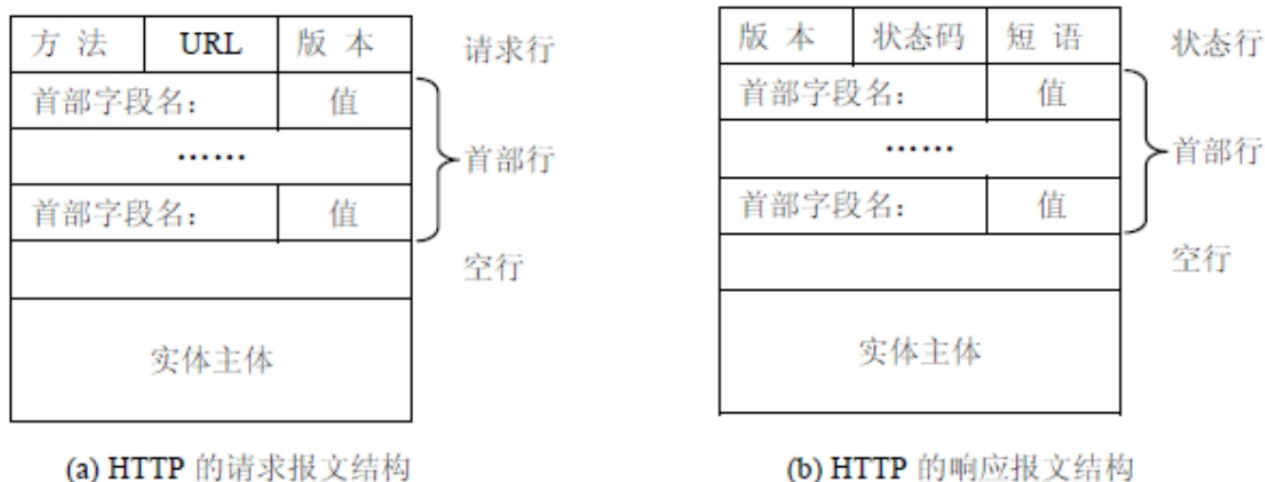 方 法 URL 版 本 请求行
首部字段名： 值
…… 首部行
首部字段名： 值
空行
实体主体
(a) HTTP 的请求报文结构
版 本 状态码 短 语 状态行
首部字段名： 值
…… 首部行
首部字段名： 值
空行
实体主体
(b) HTTP 的响应报文结构